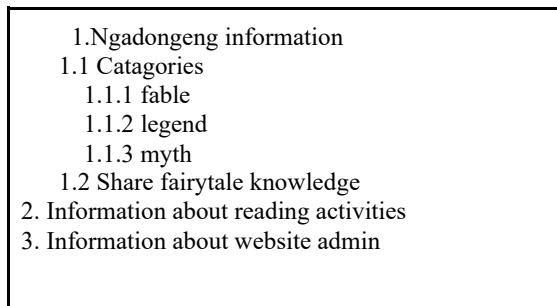 1.Ngadongeng information
1.1 Catagories
1.1.1 fable
1.1.2 legend
1.1.3 myth
1.2 Share fairytale knowledge
2. Information about reading activities
3. Information about website admin